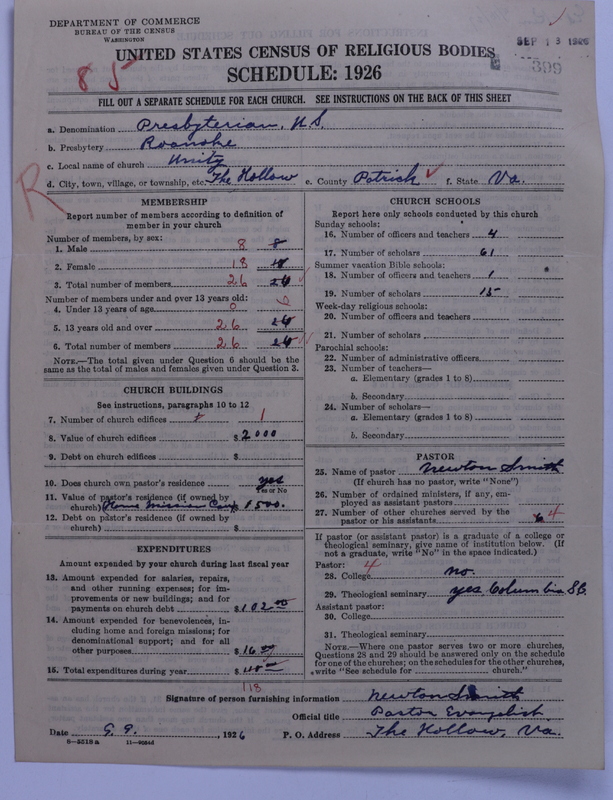 DEPARTMENT OF COMMERCE
BUREAU OF THE CENSUS
WASHINGTON
SEP 13 1926
399
85
UNITED STATES CENSUS OF RELIGIOUS BODIES
SCHEDULE: 1926
FILL OUT A SEPARATE SCHEDULE FOR EACH CHURCH. SEE INSTRUCTIONS ON THE BACK OF THIS SHEET
a. Denomination Presbyterian, U.S.
b. Presbytery Roanoke
c. Local name of church Unity
d. City, town, village, or township, etc. The Hollow e. County Patrick f. State Va.
R
MEMBERSHIP
Report number of members according to definition of
member in your church
Number of members, by sex:
1. Male 8 8
2. Female 18
3. Total number of members 26
Number of members under and over 13 years old:
4. Under 13 years of age 0
5. 13 years old and over 26
6. Total number of members 26
NOTE.—The total given under Question 6 should be the
same as the total of males and females given under Question 3.
CHURCH BUILDINGS
See instructions, paragraphs 10 to 12
7. Number of church edifices 1
8. Value of church edifices $2000
9. Debt on church edifices $
10. Does church own pastor's residence yes
Yes or No
11. Value of pastor's residence (if owned by
church) Home Mission Com $1500.
12. Debt on pastor's residence (if owned by
church) $
EXPENDITURES
Amount expended by your church during last fiscal year
13. Amount expended for salaries, repairs,
and other running expenses; for im-
provements or new buildings; and for
payments on church debt $102.00
14. Amount expended for benevolences, in-
cluding home and foreign missions; for
denominational support; and for all
other purposes $16
15. Total expenditures during year $
118
CHURCH SCHOOLS
Report here only schools conducted by this church
Sunday schools:
16. Number of officers and teachers 4
17. Number of scholars 61
Summer vacation Bible schools:
18. Number of officers and teachers 1
19. Number of scholars 15
Week-day religious schools:
20. Number of officers and teachers
21. Number of scholars
Parochial schools:
22. Number of administrative officers
23. Number of teachers—
a. Elementary (grades 1 to 8)
b. Secondary
24. Number of scholars—
a. Elementary (grades 1 to 8)
b. Secondary
PASTOR
25. Name of pastor Newton Smith
(If church has no pastor, write "None")
26. Number of ordained ministers, if any, em-
ployed as assistant pastors
27. Number of other churches served by the
pastor or his assistants 4
If pastor (or assistant pastor) is a graduate of a college or
theological seminary, give name of institution below. (If
not a graduate, write "No" in the space indicated.)
Pastor: 4
28. College no.
29. Theological seminary yes Columbia S.C.
Assistant pastor:
30. College
31. Theological seminary
NOTE.—Where one pastor serves two or more churches,
Questions 28 and 29 should be answered only on the schedule
for one of the churches; on the schedules for the other churches,
write "See schedule for church."
Signature of person furnishing information Newton Smith
Official title Pastor Evangelist
Date 9.9. 1926 P. O. Address The Hollow, Va.
8—5518a 11—9084d